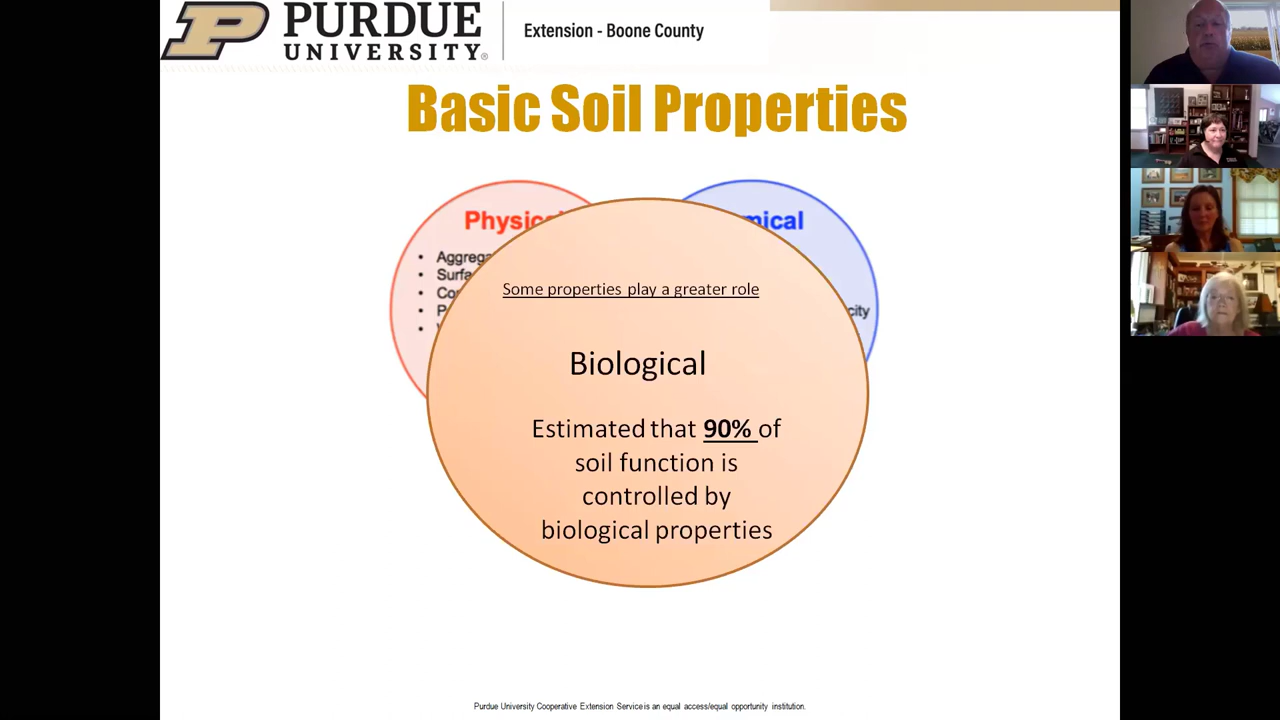 PURDUE
UNIVERSITY®
Extension - Boone County
Basic Soil Properties
Some properties play a greater role
Biological
Estimated that 90% of
soil function is
controlled by
biological properties
Purdue University Cooperative Extension Service is an equal access/equal opportunity institution.